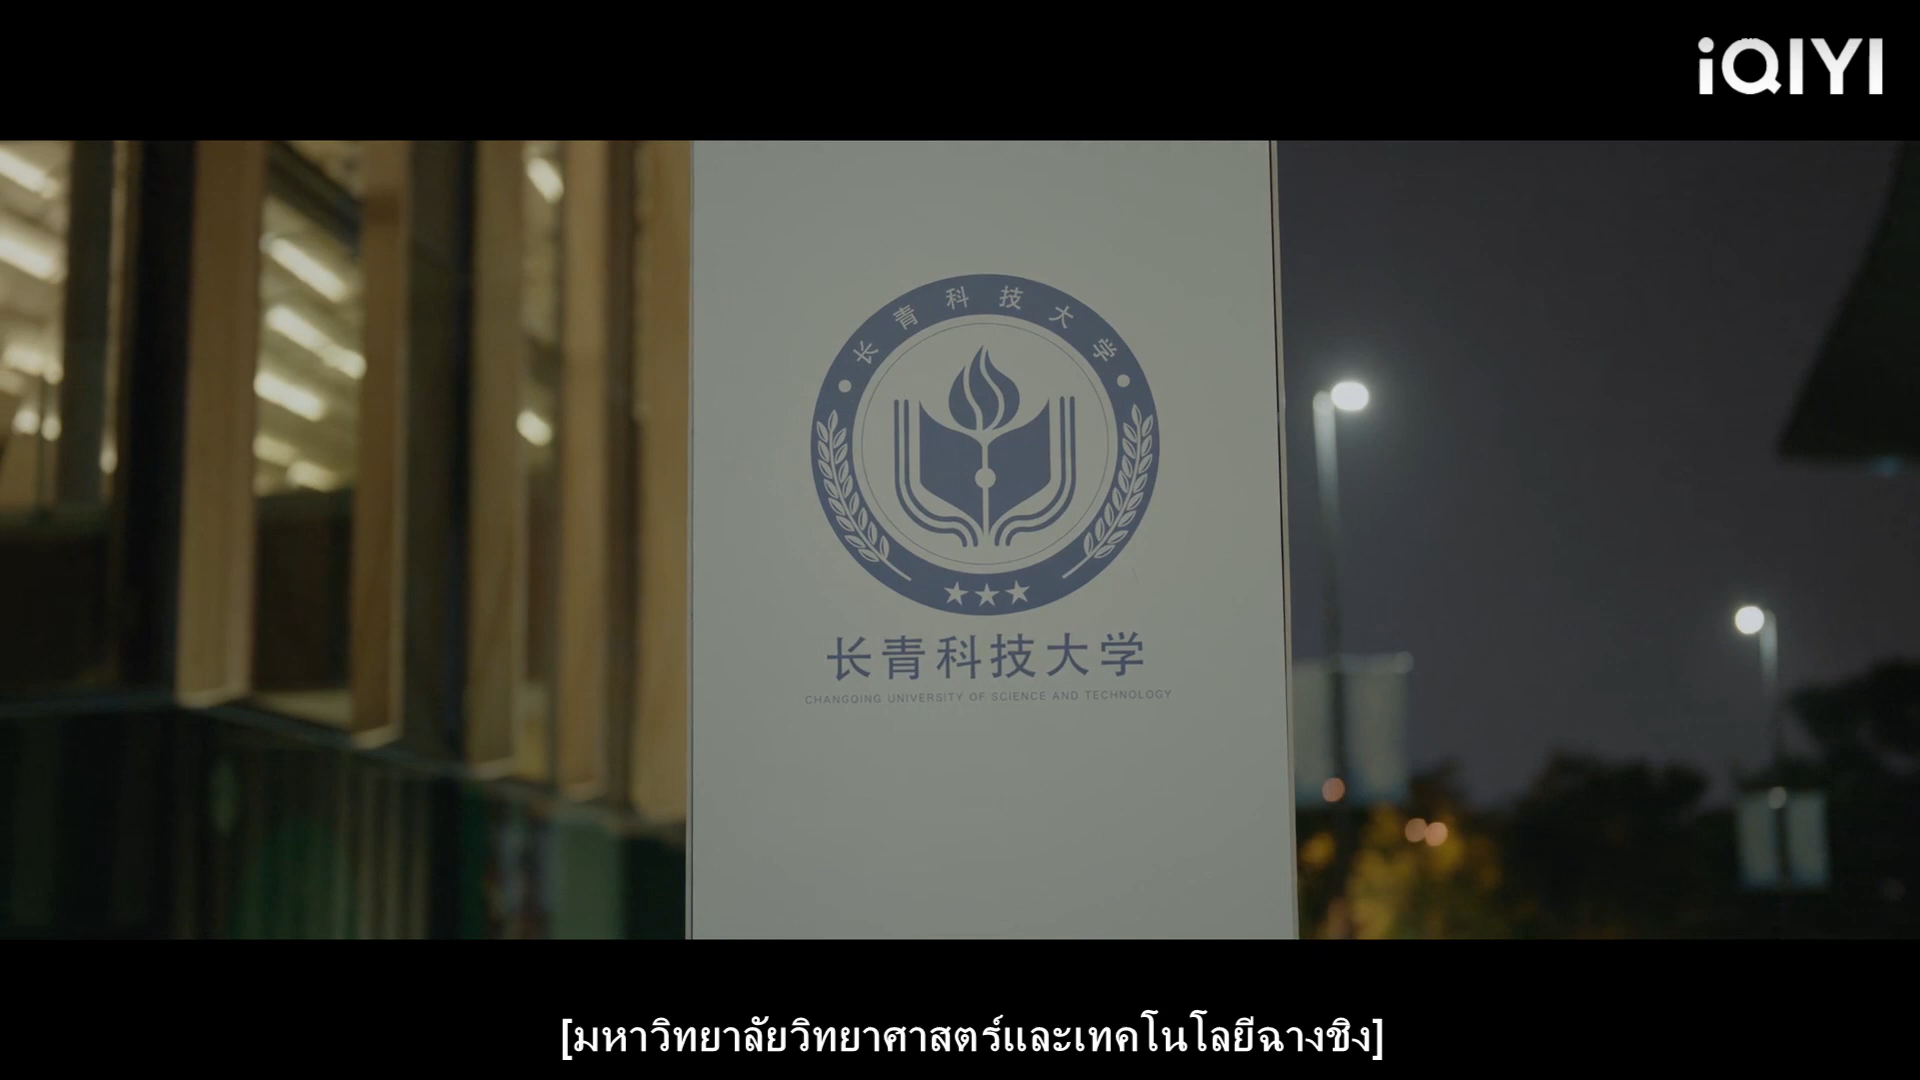 iQIYI
长青科技大学
长青科技大学
CHANGQING UNIVERSITY OF SCIENCE AND TECHNOLOGY
[มหาวิทยาลัยวิทยาศาสตร์และเทคโนโลยีฉางชิง]